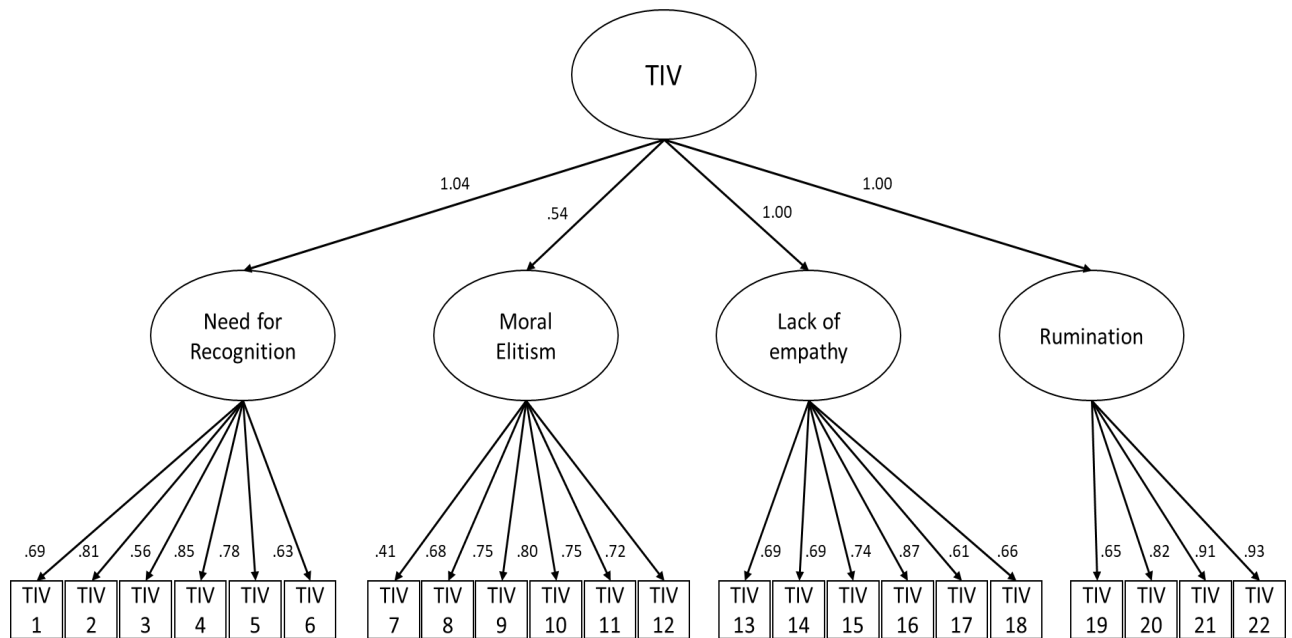 TIV
1.04
.54
1.00
1.00
Need for
Recognition
Moral
Elitism
Lack of
empathy
Rumination
.69 .81 .56 .85 .78 .63
.41 .68 .75 .80 .75 .72
.69 .69 .74 .87 .61 .66
.65 .82 .91 .93
TIV TIV TIV TIV TIV TIV
1 2 3 4 5 6
TIV TIV TIV TIV TIV TIV
7 8 9 10 11 12
TIV TIV TIV TIV TIV TIV
13 14 15 16 17 18
TIV TIV TIV TIV
19 20 21 22